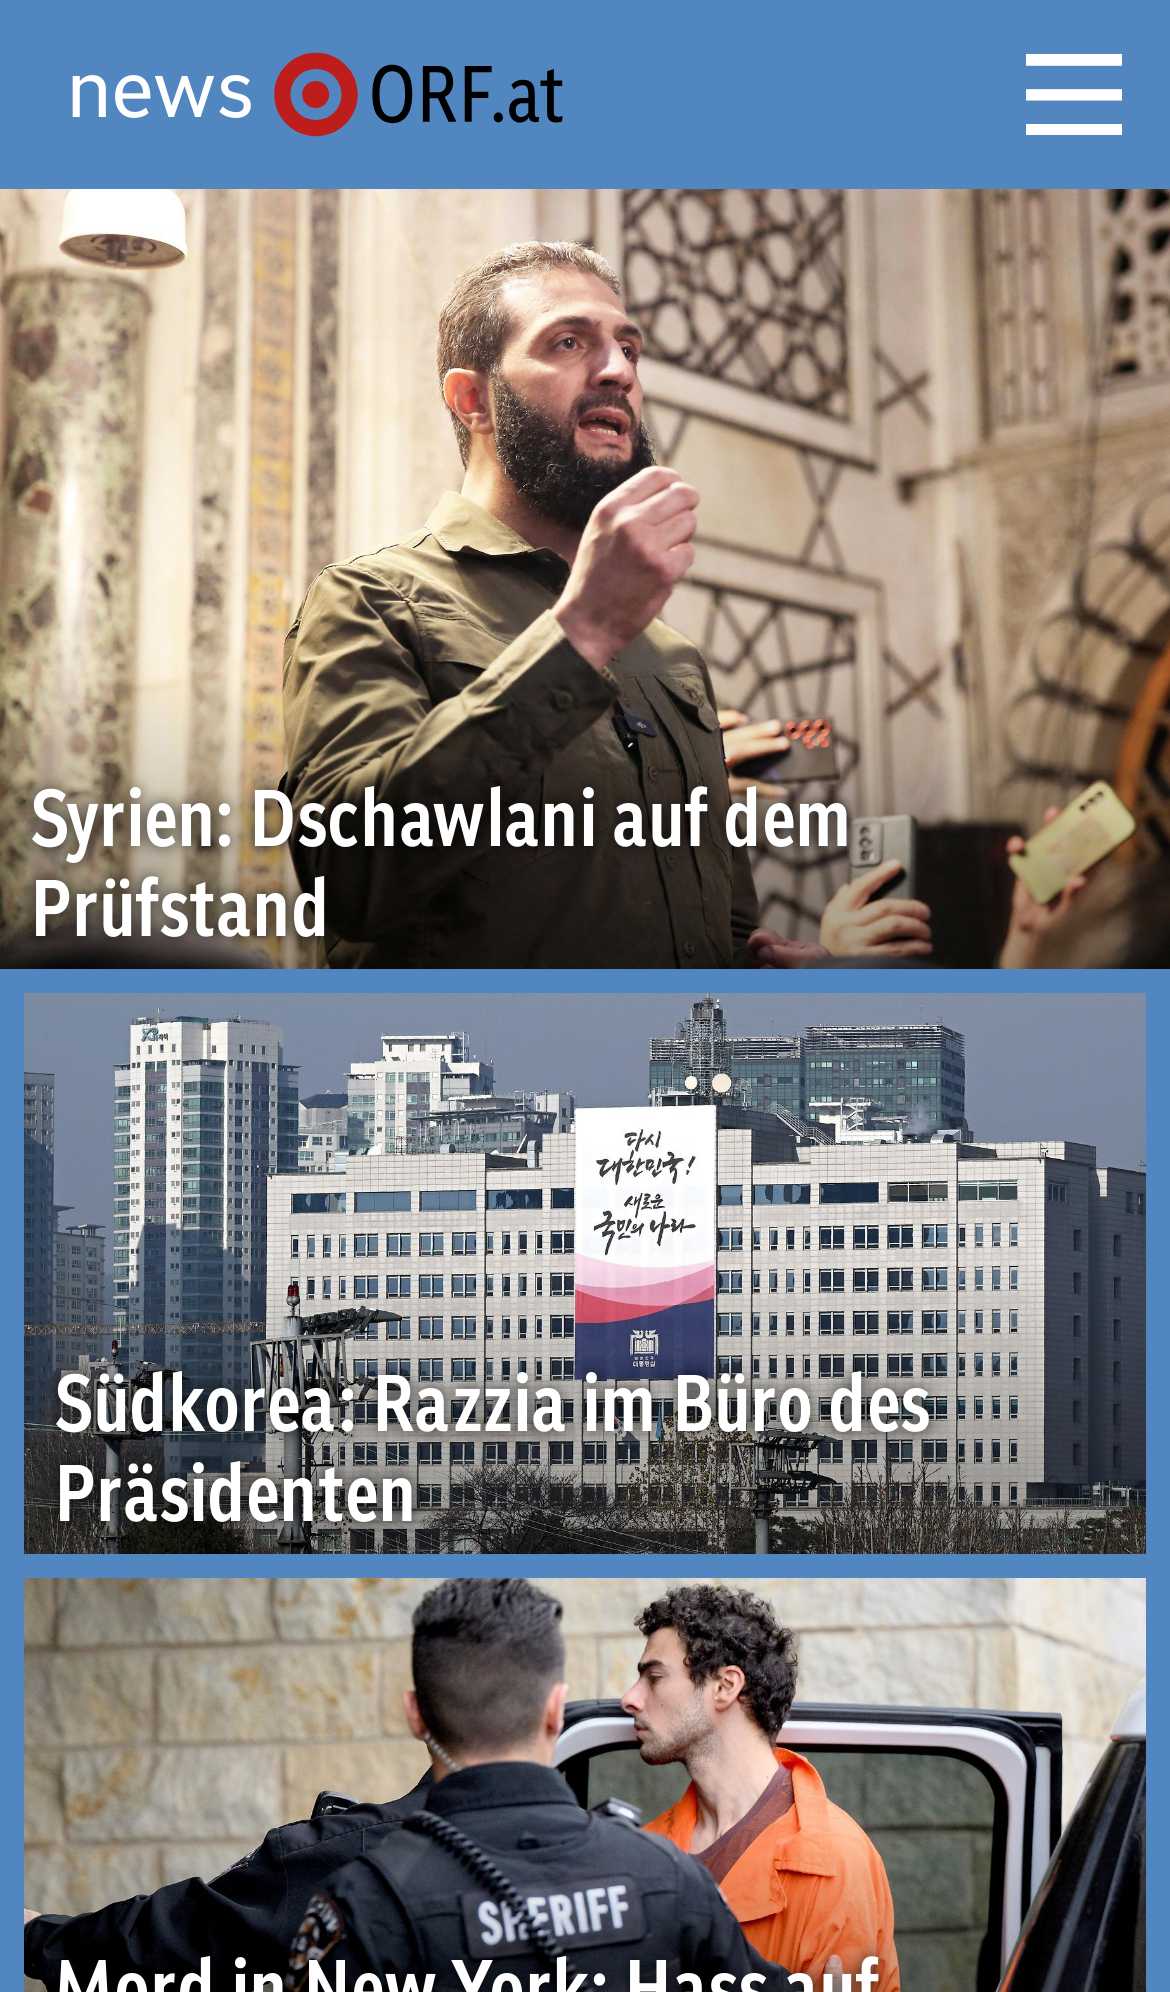 news ORF.at
Syrien: Dschawlani auf dem
Prüfstand
다시
대한민국!
새로운
국민의 나라
Südkorea: Razzia im Büro des
Präsidenten
SHERIFF
Mord in New York: Hass auf